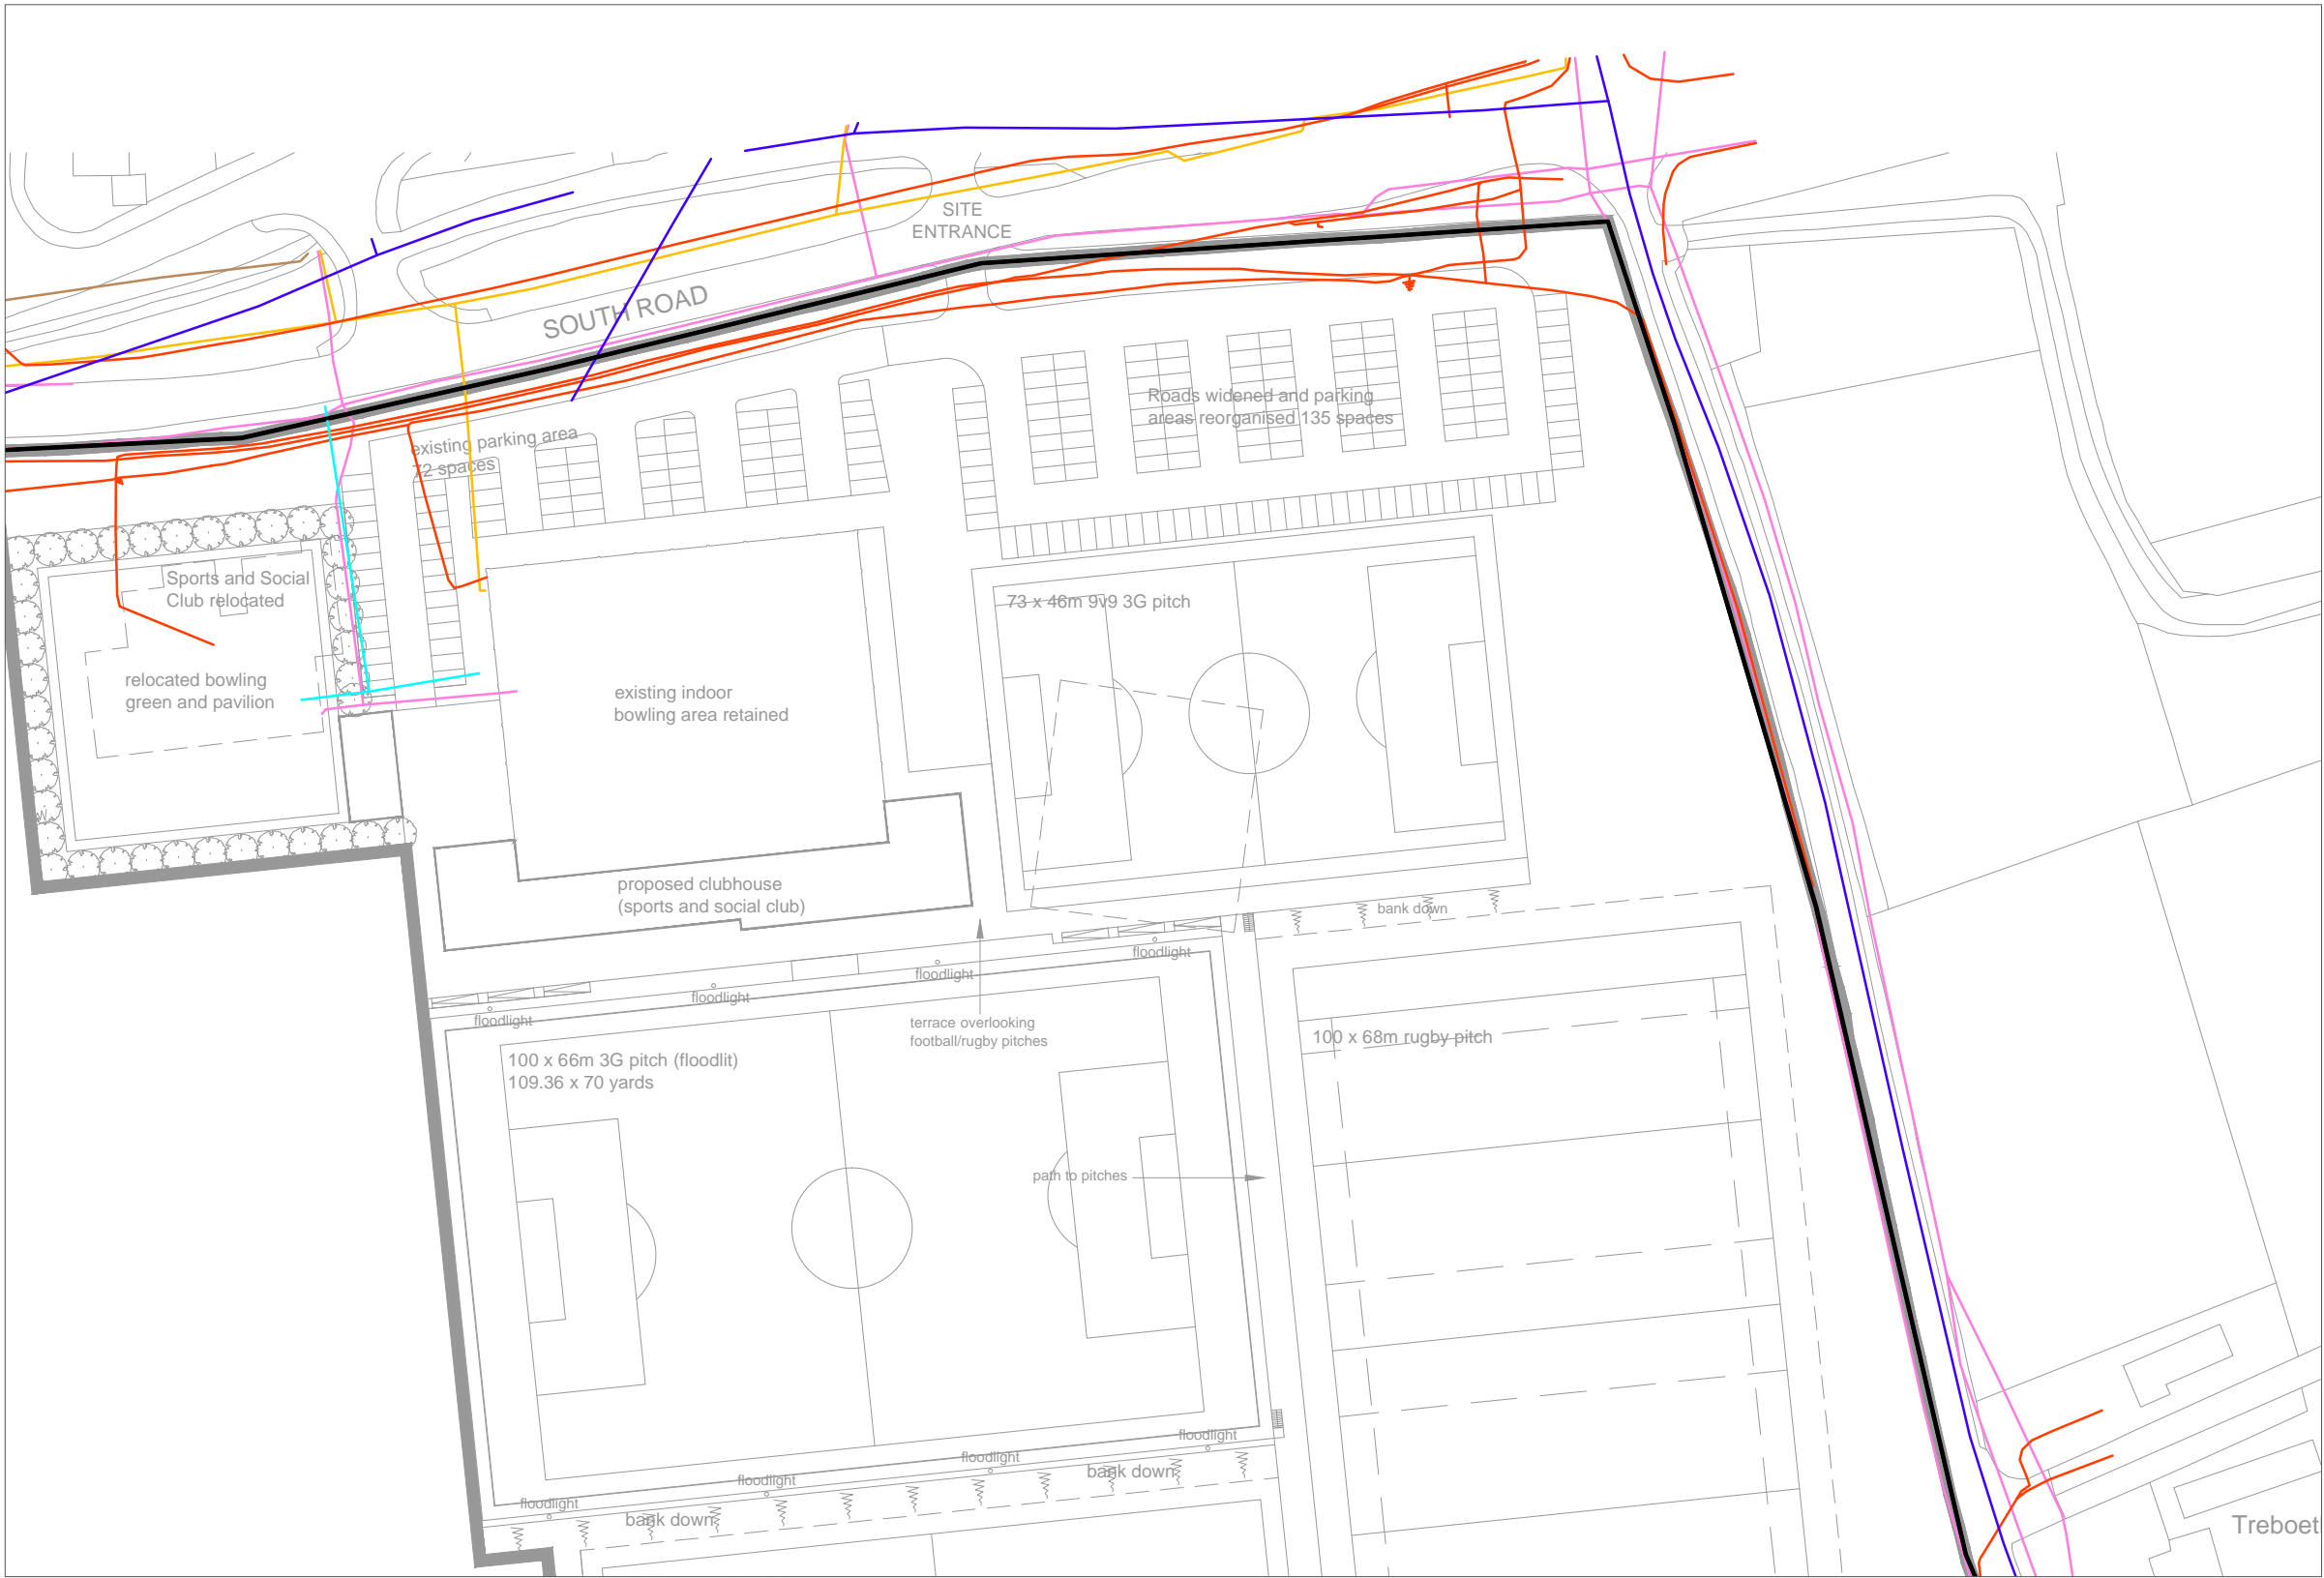 SITE
ENTRANCE
SOUTH ROAD
existing parking area
72 spaces
Roads widened and parking
areas reorganised 135 spaces
Sports and Social
Club relocated
73 x 46m 9v9 3G pitch
relocated bowling
green and pavilion
existing indoor
bowling area retained
proposed clubhouse
(sports and social club)
bank down
floodlight
floodlight
floodlight
floodlight
terrace overlooking
football/rugby pitches
100 x 66m 3G pitch (floodlit)
109.36 x 70 yards
100 x 68m rugby pitch
path to pitches
floodlight
floodlight
floodlight
floodlight
bank down
bank down
Treboet